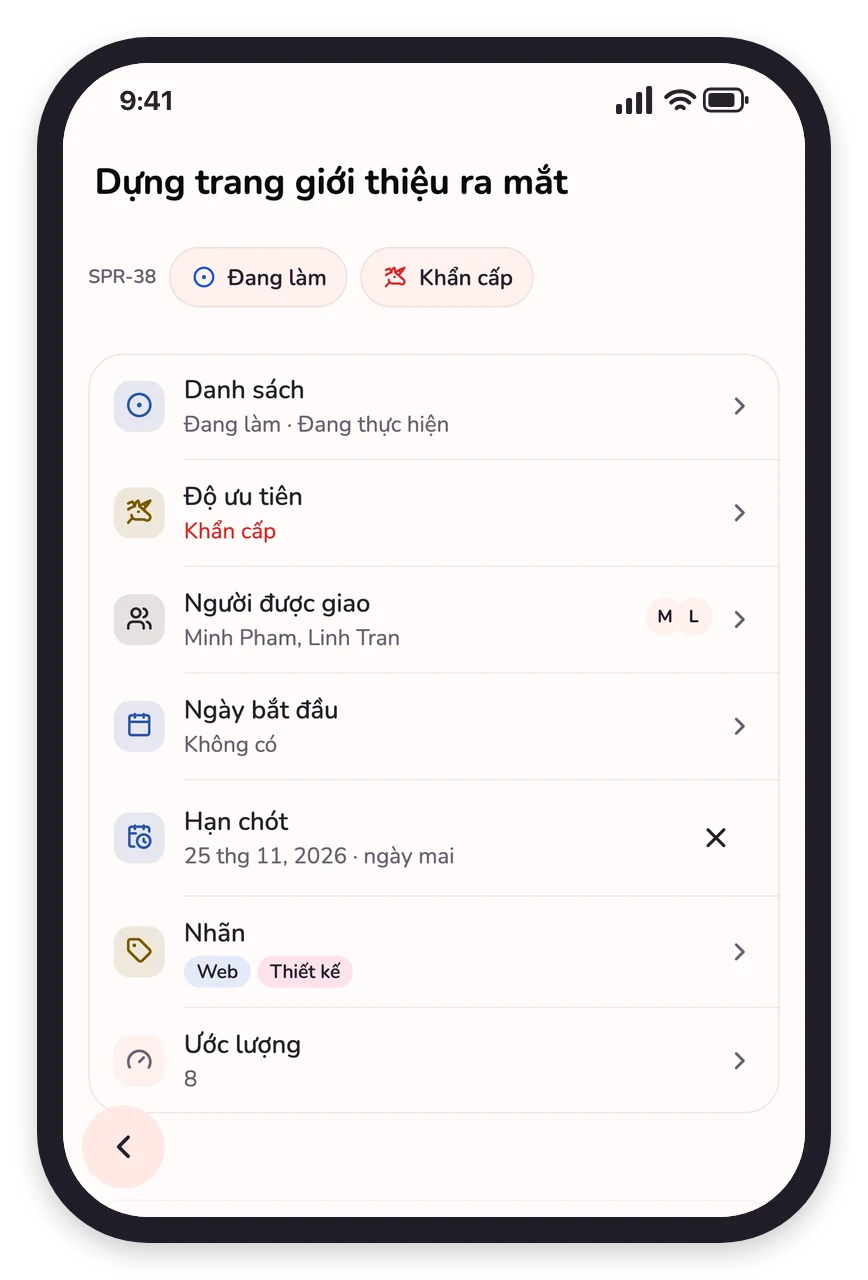 9:41
Dựng trang giới thiệu ra mắt
SPR-38 Đang làm Khẩn cấp
Danh sách
Đang làm · Đang thực hiện
Độ ưu tiên
Khẩn cấp
Người được giao
Minh Pham, Linh Tran
M L
Ngày bắt đầu
Không có
Hạn chót
25 thg 11, 2026 · ngày mai
Nhãn
Web Thiết kế
Ước lượng
8